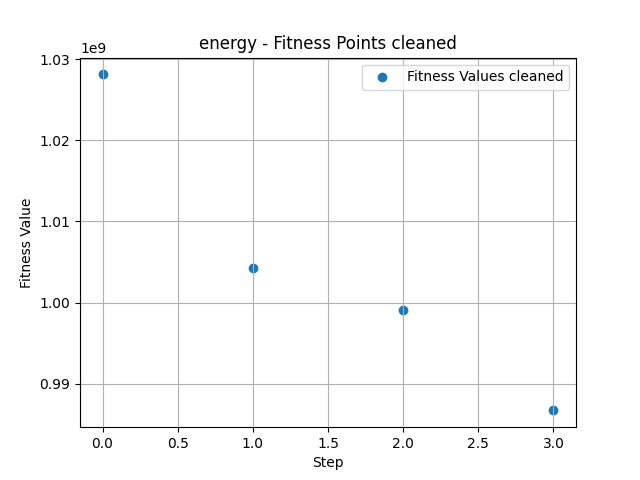 energy - Fitness Points cleaned
1e9
Fitness Values cleaned
1.03
1.02
1.01
1.00
0.99
Fitness Value
0.0 0.5 1.0 1.5 2.0 2.5 3.0
Step